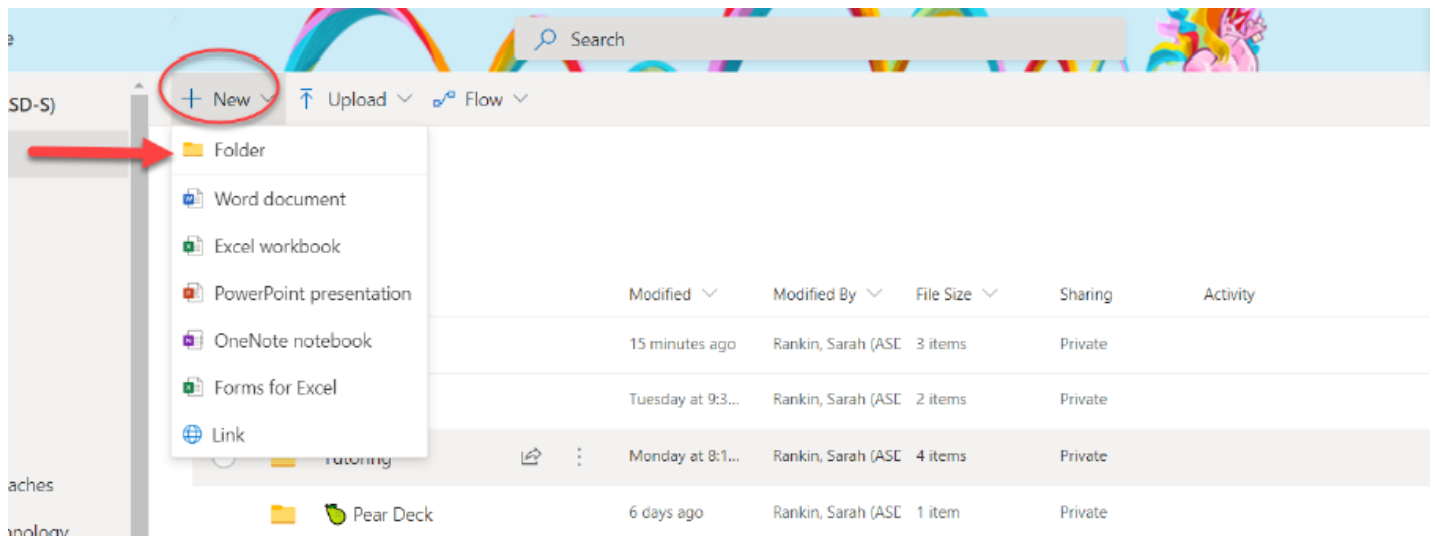 Search
SD-S)
New
Upload
Flow
Folder
Word document
Excel workbook
PowerPoint presentation
OneNote notebook
Forms for Excel
Link
Modified Modified By File Size Sharing Activity
15 minutes ago Rankin, Sarah (ASD 3 items Private
Tuesday at 9:3... Rankin, Sarah (ASD 2 items Private
Tutoring Monday at 8:1... Rankin, Sarah (ASD 4 items Private
aches
Pear Deck 6 days ago Rankin, Sarah (ASD 1 item Private